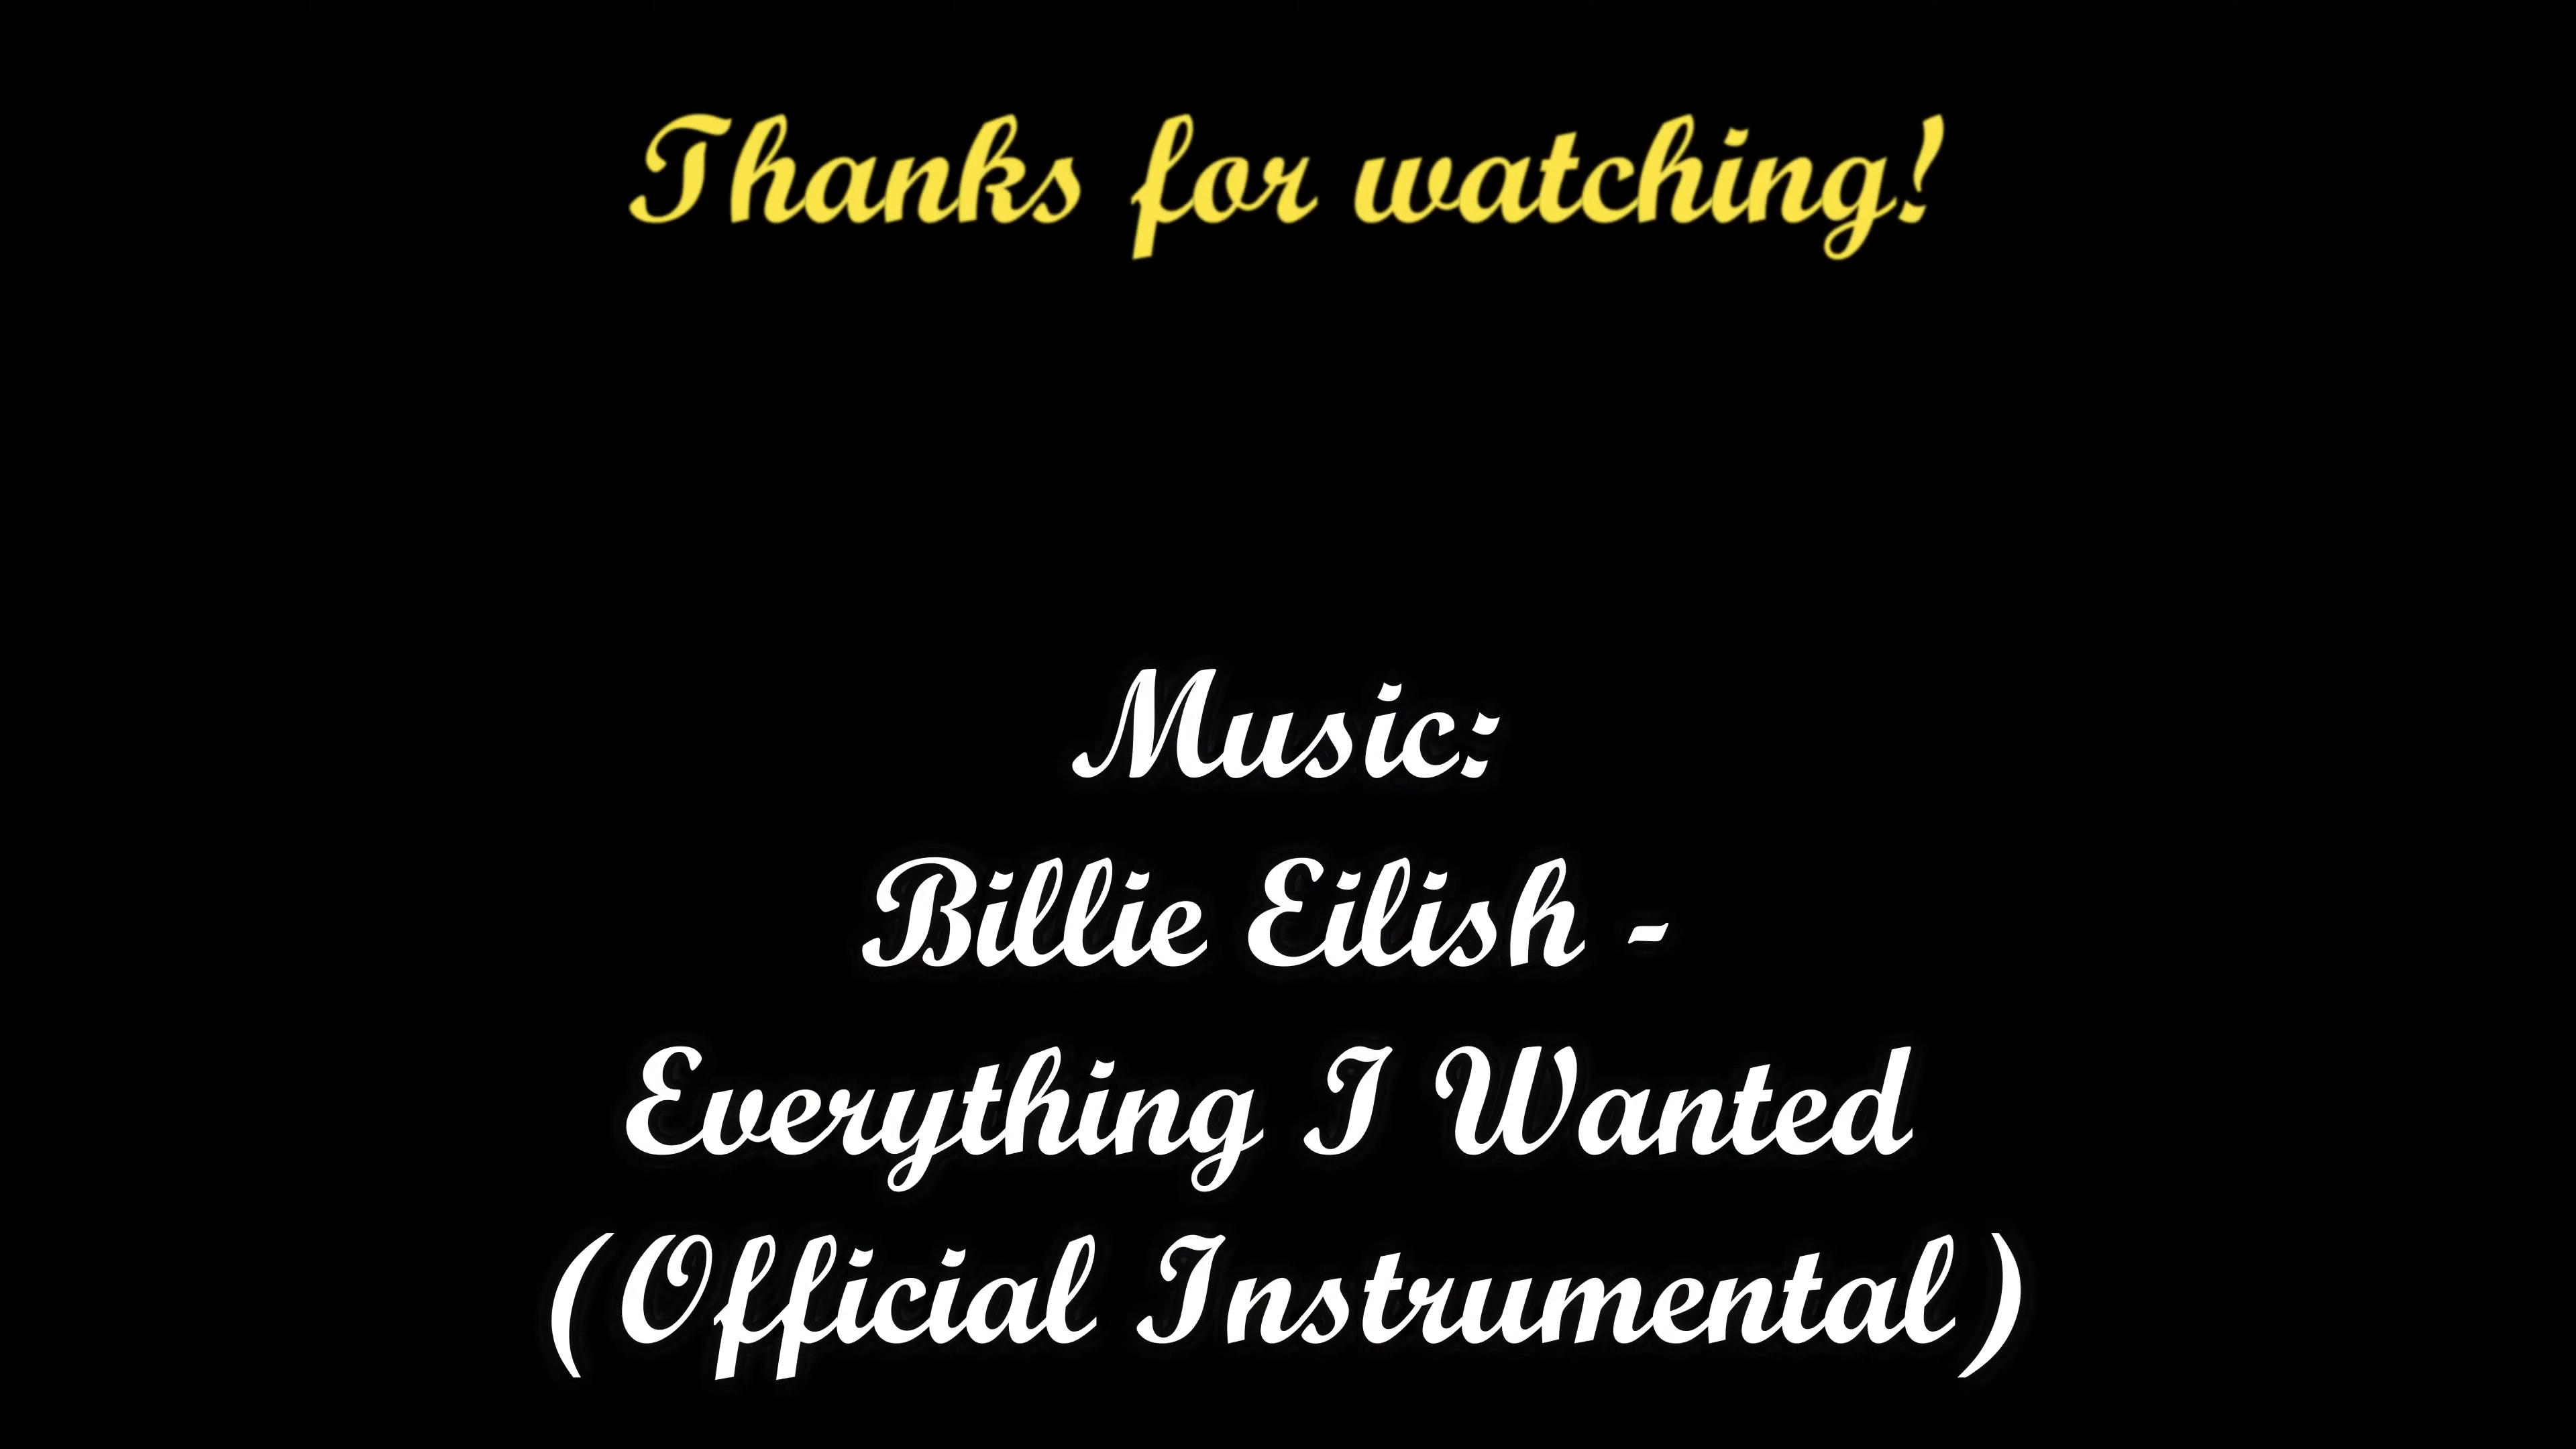 Thanks for watching!
Music:
Billie Eilish -
Everything I Wanted
(Official Instrumental)